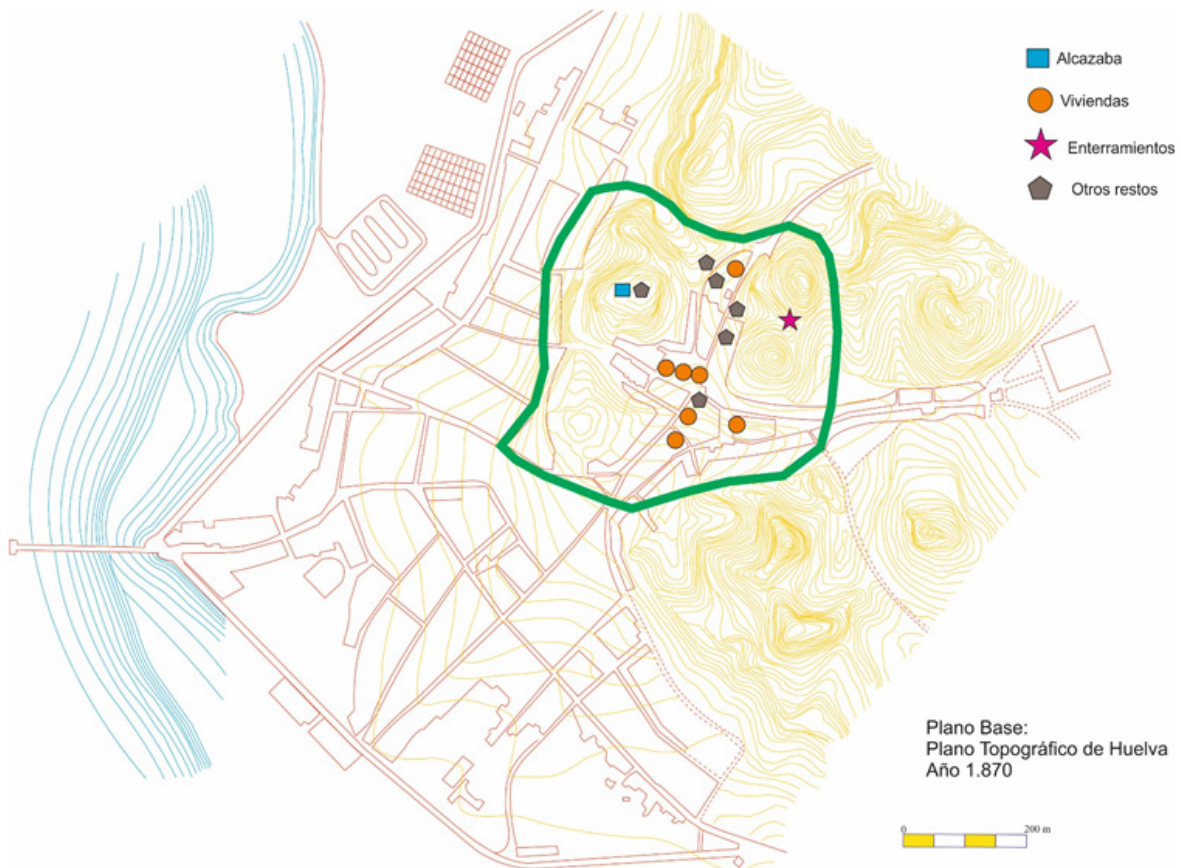 Alcazaba
Viviendas
Enterramientos
Otros restos
Plano Base:
Plano Topográfico de Huelva
Año 1.870
0 200 m